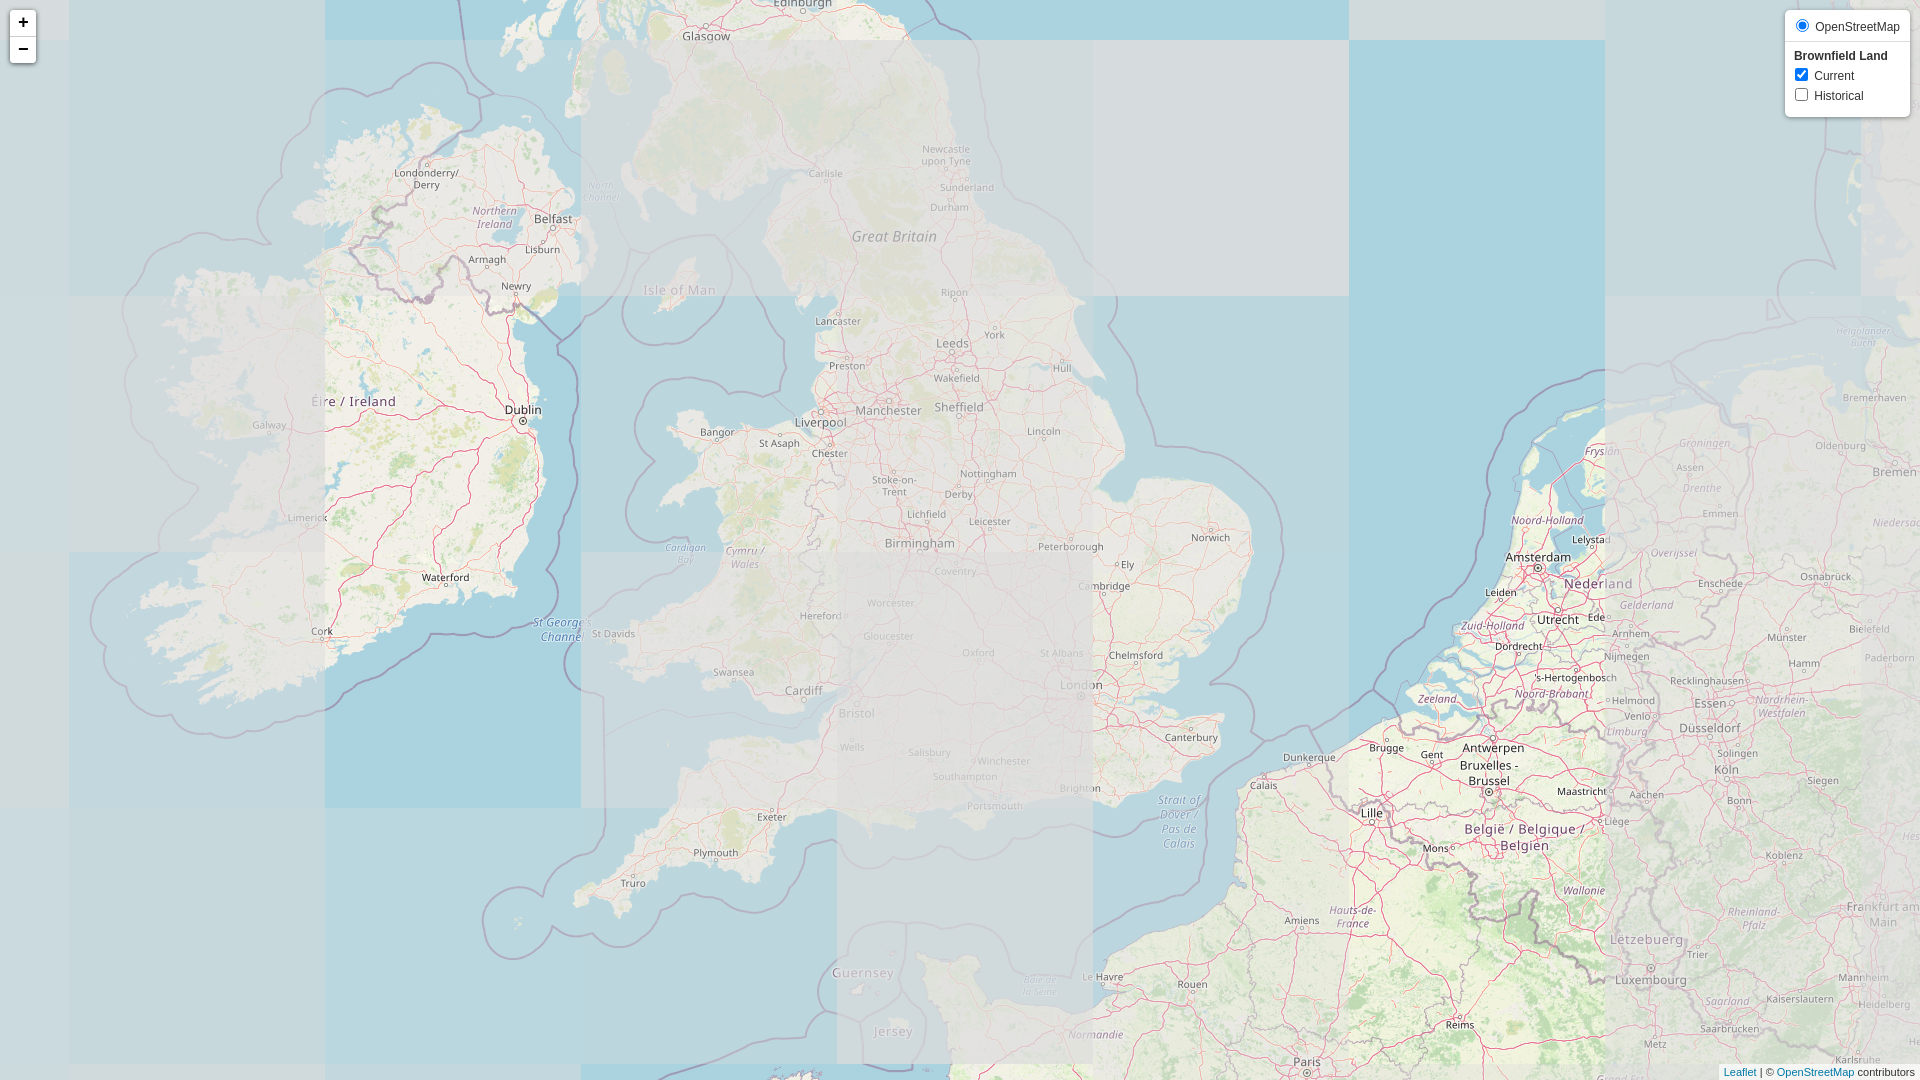 +
−
OpenStreetMap
Brownfield Land
Current
Historical
Edinburgh
Glasgow
Londonderry/
Derry
Northern
Ireland
Belfast
Lisburn
Armagh
Newry
North
Channel
Newcastle
upon Tyne
Carlisle
Sunderland
Durham
Great Britain
Isle of Man
Ripon
Lancaster
York
Leeds
Preston
Hull
Wakefield
Helgoländer
Bucht
Bremerhaven
Éire / Ireland
Dublin
Galway
Manchester
Sheffield
Liverpool
Bangor
St Asaph
Chester
Lincoln
Groningen
Oldenburg
Fryslân
Assen
Bremen
Stoke-on-
Trent
Nottingham
Derby
Drenthe
Limerick
Lichfield
Leicester
Emmen
Noord-Holland
Niedersac
Birmingham
Peterborough
Norwich
Lelystad
Cardigan
Bay
Cymru /
Wales
Amsterdam
Overijssel
Ely
Coventry
Waterford
Cambridge
Nederland
Enschede
Osnabrück
Leiden
Worcester
Hereford
Gelderland
Utrecht
Ede
St George's
Channel
Cork
St Davids
Gloucester
Zuid-Holland
Arnhem
Münster
Bielefeld
Oxford
St Albans
Chelmsford
Dordrecht
Nijmegen
Paderborn
Hamm
Swansea
Cardiff
London
's-Hertogenbosch
Recklinghausen
Noord-Brabant
Zeeland
Helmond
Essen
Nordrhein-
Westfalen
Bristol
Venlo
Düsseldorf
Limburg
Canterbury
Wells
Salisbury
Winchester
Brugge
Gent
Antwerpen
Solingen
Dunkerque
Bruxelles -
Brussel
Köln
Southampton
Calais
Brighton
Maastricht
Aachen
Siegen
Portsmouth
Bonn
Strait of
Dover /
Pas de
Calais
Exeter
Lille
Liège
België / Belgique /
Belgien
Hes
Plymouth
Mons
Koblenz
Truro
Wallonie
Hauts-de-
France
Amiens
Rheinland-
Pfalz
Frankfurt am
Main
Lëtzebuerg
Trier
Guernsey
Le Havre
Baie de
la Seine
Rouen
Luxembourg
Mannheim
Kaiserslautern
Saarland
Heidelberg
Jersey
Normandie
Reims
Saarbrücken
Metz
Paris
Karlsruhe
Grand Est
Leaflet | © OpenStreetMap contributors